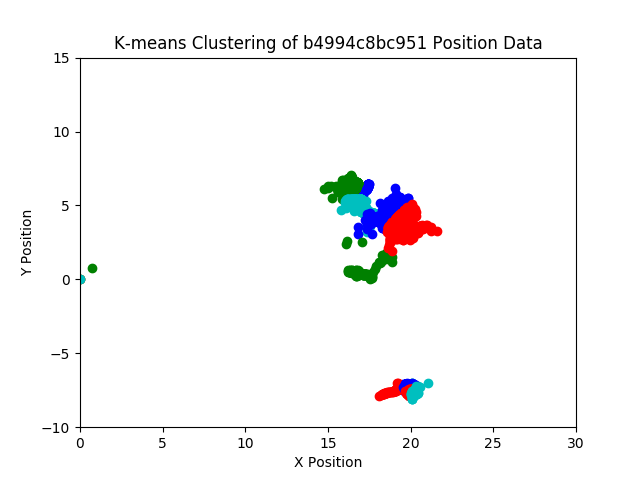 K-means Clustering of b4994c8bc951 Position Data
15
10
5
0
−5
−10
Y Position
0 5 10 15 20 25 30
X Position